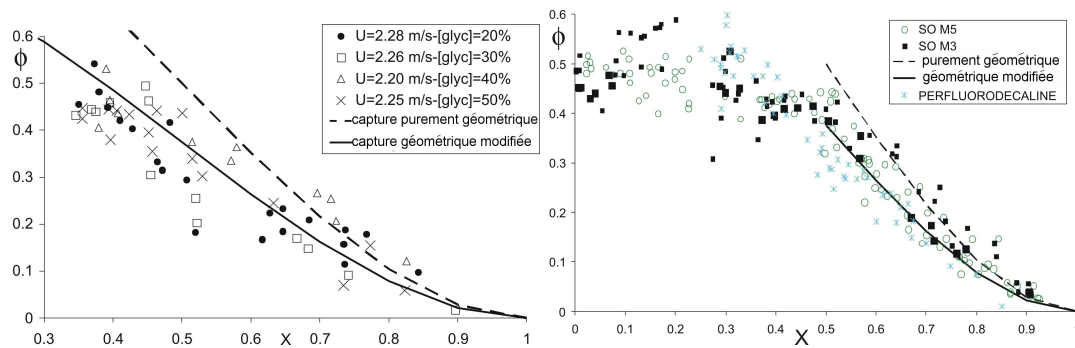 0.6
ϕ
0.5
0.4
0.3
0.2
0.1
0
0.3
0.4
0.5
0.6
X
0.7
0.8
0.9
1
U=2.28 m/s-[glyc]=20%
U=2.26 m/s-[glyc]=30%
U=2.20 m/s-[glyc]=40%
U=2.25 m/s-[glyc]=50%
capture purement géométrique
capture géométrique modifiée
0.6
ϕ
0.5
0.4
0.3
0.2
0.1
0
0
0.1
0.2
0.3
0.4
X
0.5
0.6
0.7
0.8
0.9
1
SO M5
SO M3
purement géométrique
géométrique modifiée
PERFLUORODECALINE